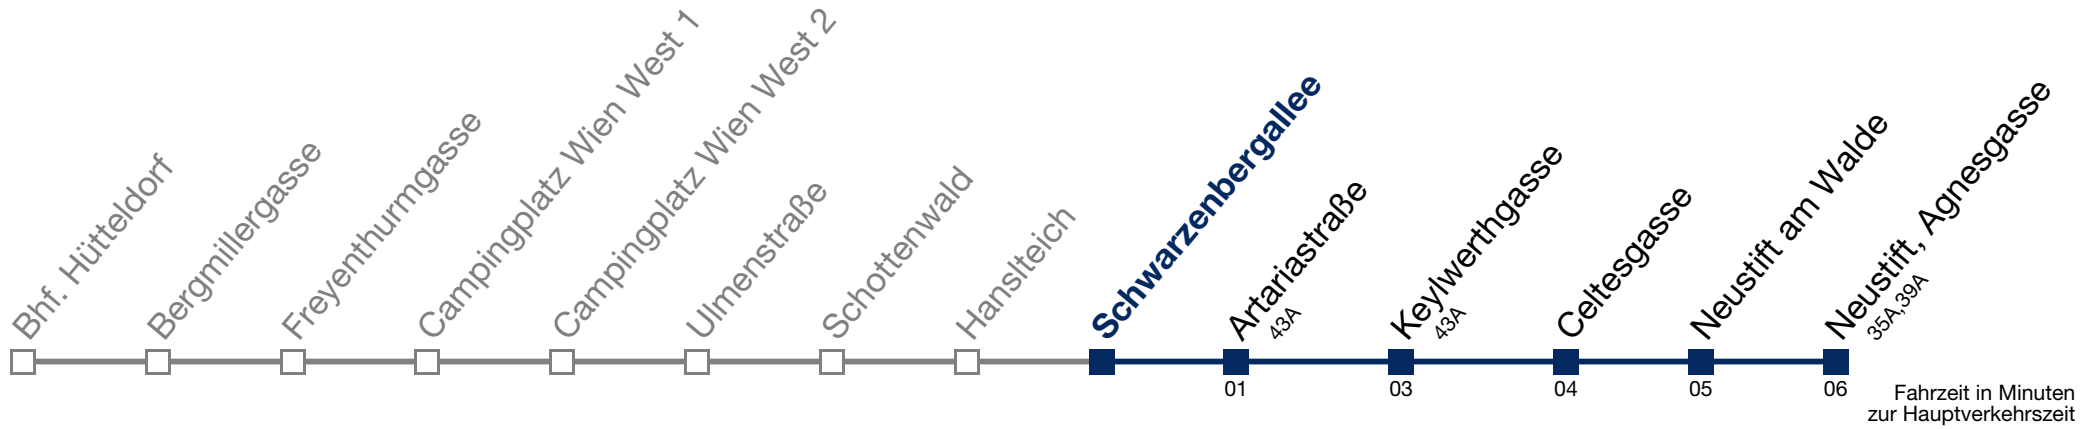 Bhf. Hütteldorf
Bergmillergasse
Freyenthurmgasse
Campingplatz Wien West 1
Campingplatz Wien West 2
Ulmenstraße
Schottenwald
Hanslteich
Schwarzenbergallee
Artariastraße
43A
Keylwerthgasse
43A
Celtesgasse
Neustift am Walde
Neustift, Agnesgasse
35A,39A
01
03
04
05
06
Fahrzeit in Minuten
zur Hauptverkehrszeit